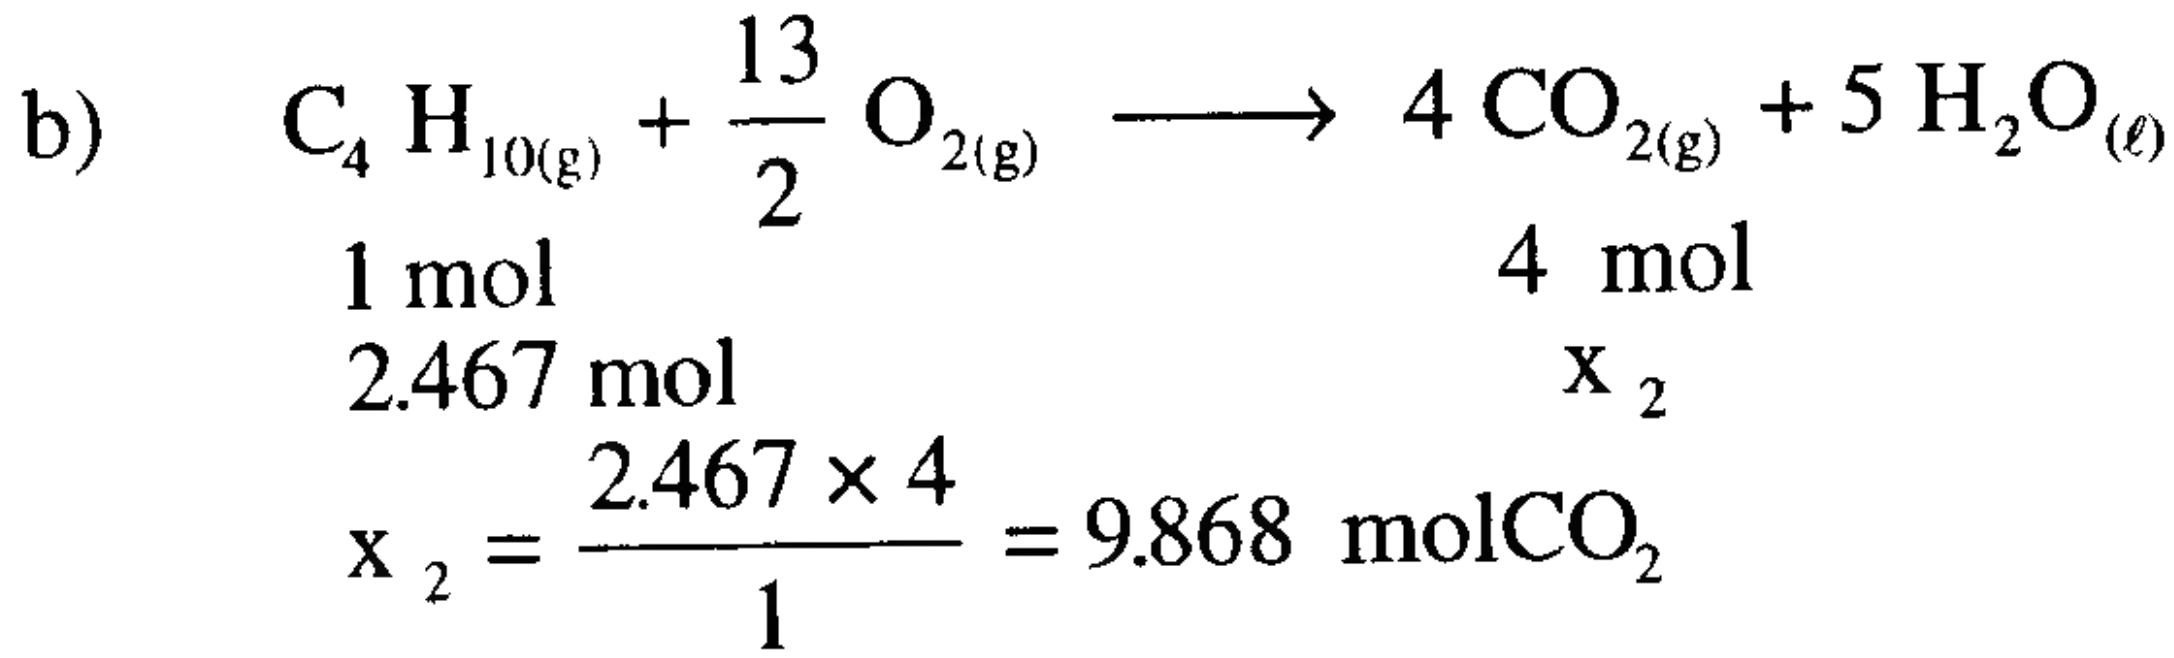 b) C₄ H₁₀(g) + 13/2 O₂(g) ⟶ 4 CO₂(g) + 5 H₂O(ℓ)
1 mol 4 mol
2.467 mol x ₂
x ₂ = 2.467 × 4 / 1 = 9.868 molCO₂